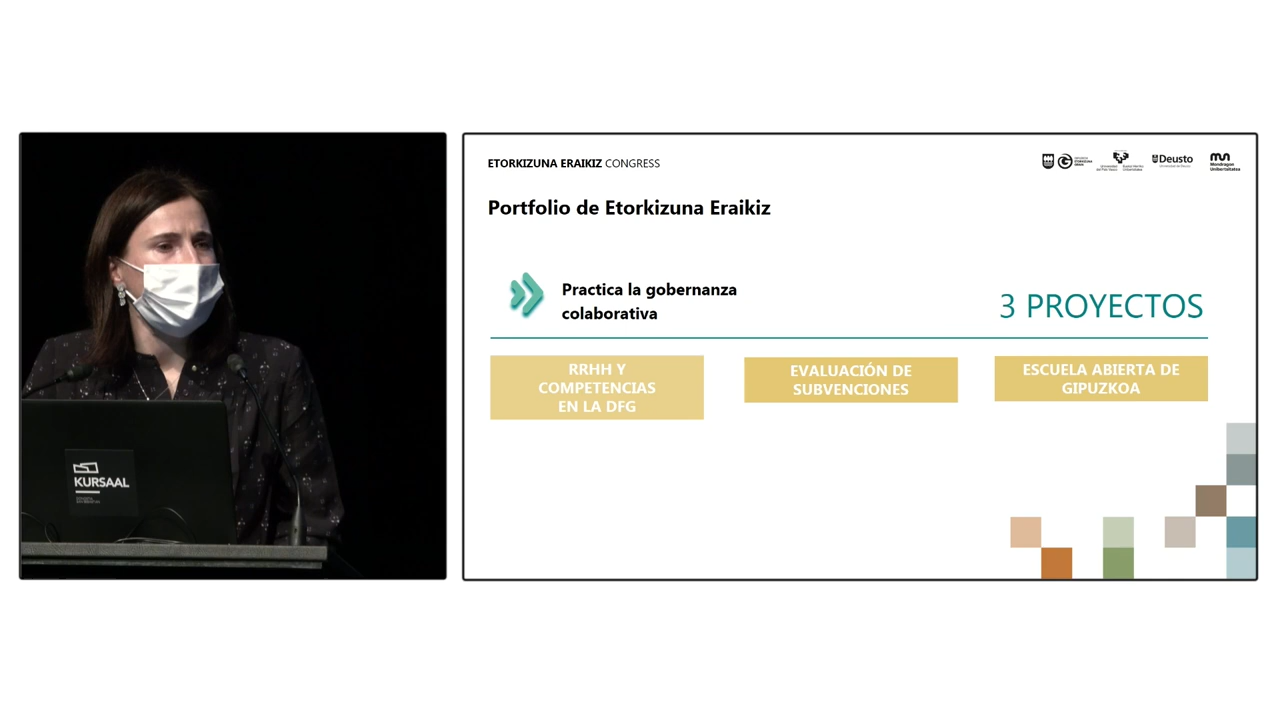 ETORKIZUNA ERAIKIZ CONGRESS
Deusto
Mondragon
Unibertsitatea
Portfolio de Etorkizuna Eraikiz
Practica la gobernanza
colaborativa
3 PROYECTOS
RRHH Y
COMPETENCIAS
EN LA DFG
EVALUACIÓN DE
SUBVENCIONES
ESCUELA ABIERTA DE
GIPUZKOA
KURSAAL